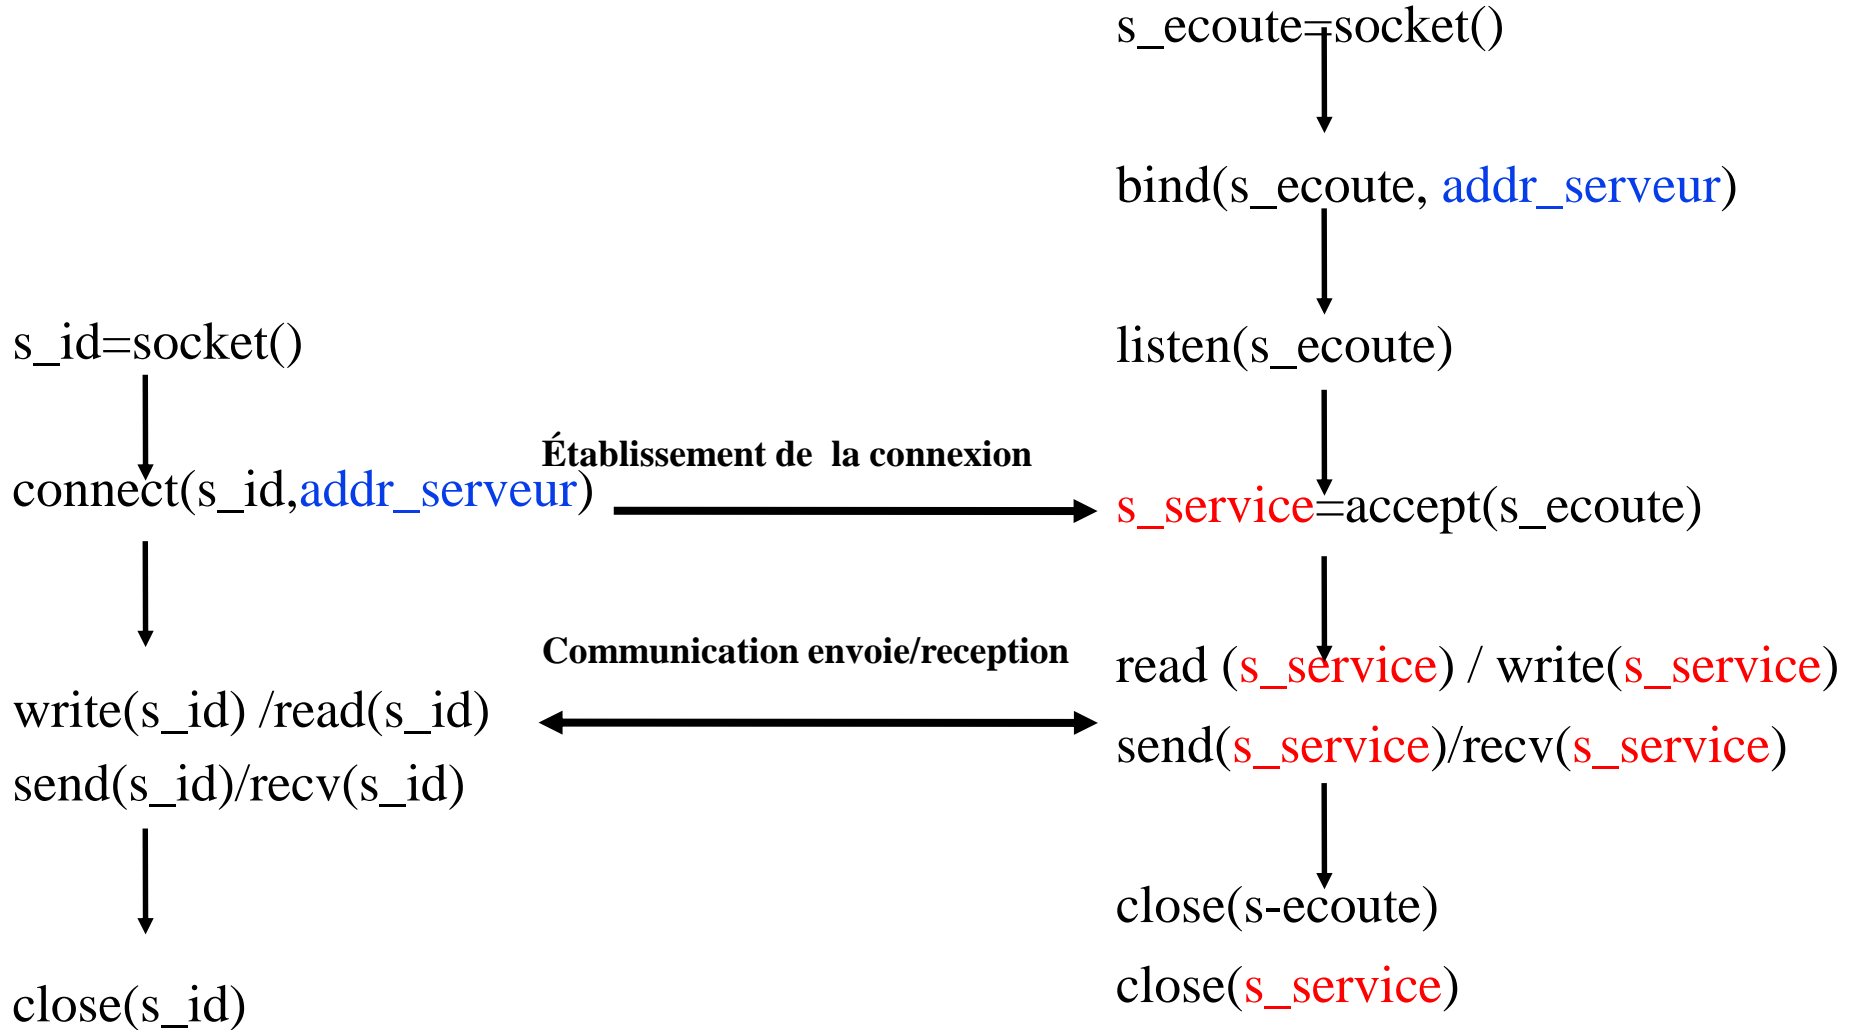 s_ecoute=socket()
bind(s_ecoute, addr_serveur)
s_id=socket()
listen(s_ecoute)
Établissement de la connexion
connect(s_id,addr_serveur)
s_service=accept(s_ecoute)
Communication envoie/reception
read (s_service) / write(s_service)
write(s_id) /read(s_id)
send(s_service)/recv(s_service)
send(s_id)/recv(s_id)
close(s-ecoute)
close(s_service)
close(s_id)